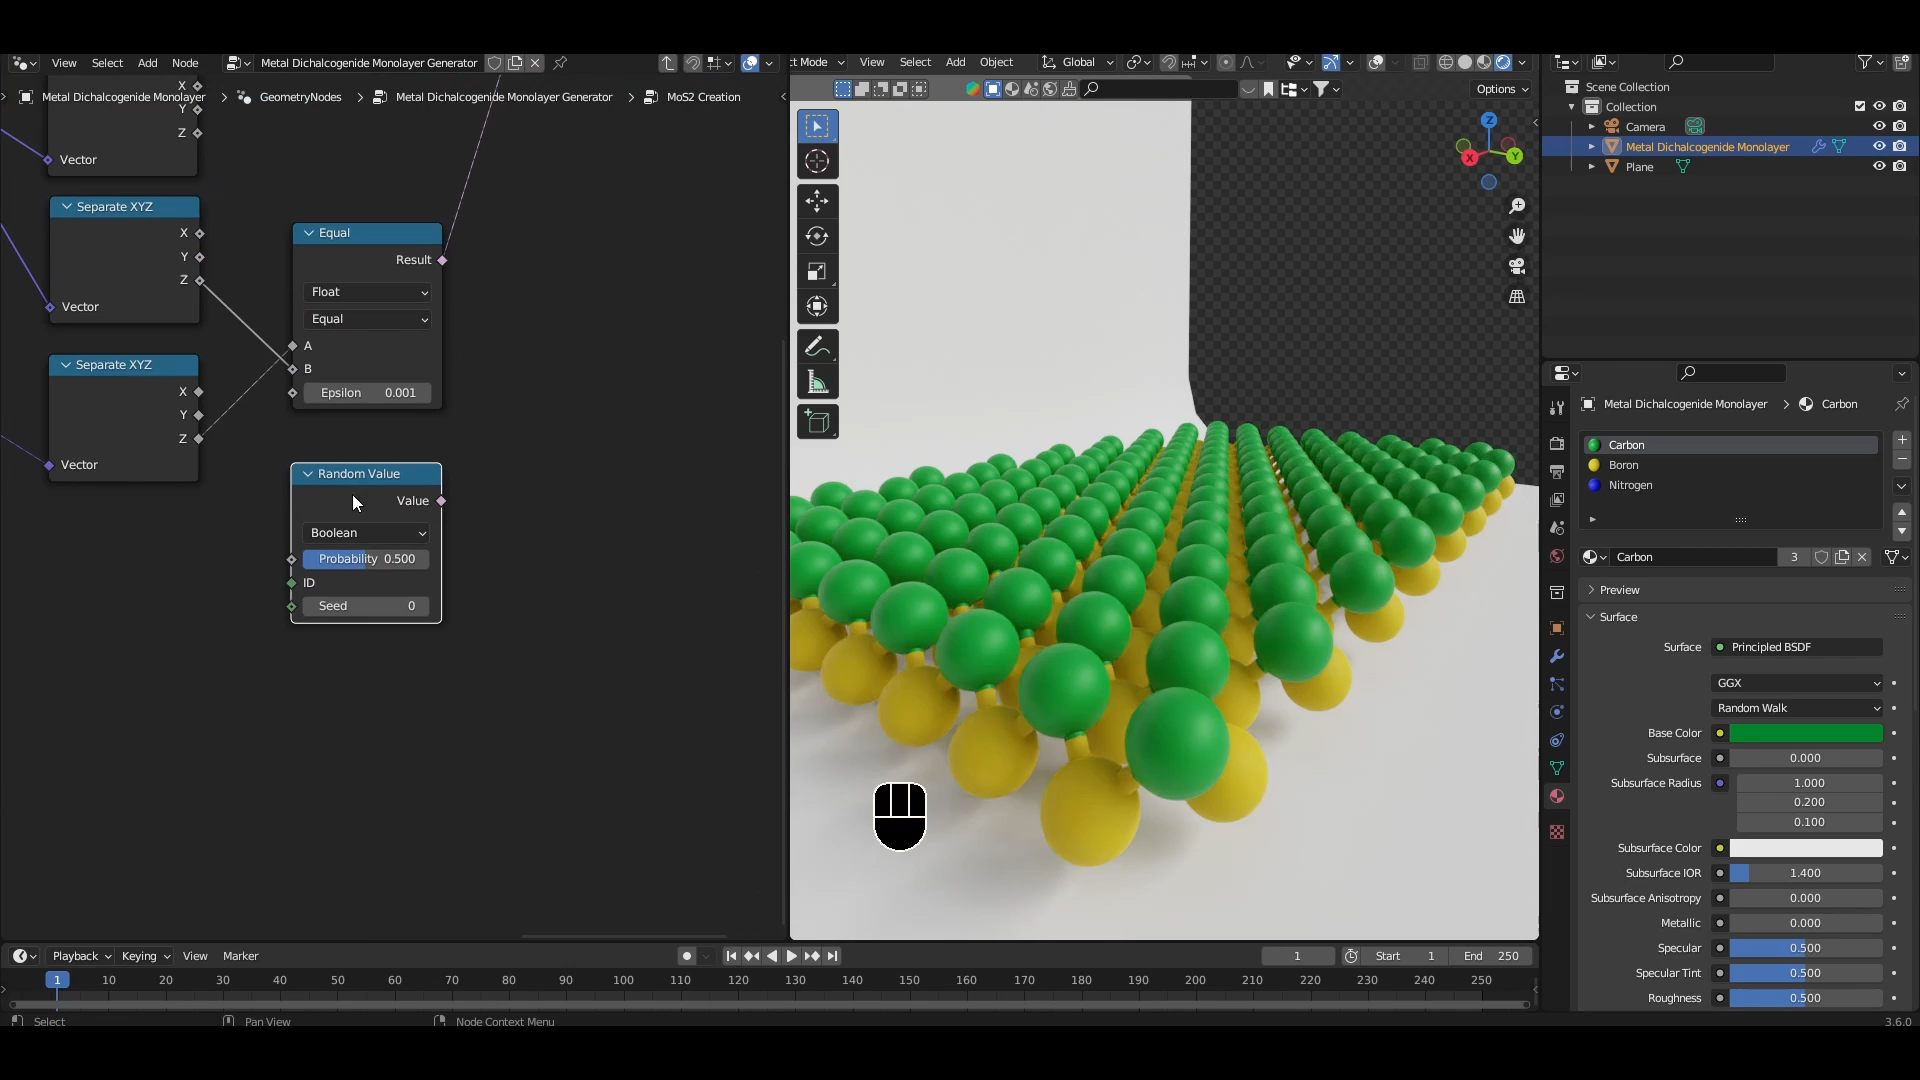 View Select Add Node Metal Dichalcogenide Monolayer Generator
Metal Dichalcogenide Monolayer GeometryNodes Metal Dichalcogenide Monolayer Generator MoS2 Creation
X
Y
Z
Vector
Separate XYZ
X
Y
Z
Vector
Separate XYZ
X
Y
Z
Vector
Equal
Result
Float
Equal
A
B
Epsilon 0.001
Random Value
Value
Boolean
Probability 0.500
ID
Seed 0
ct Mode View Select Add Object Global
Options
Z
X
Y
Scene Collection
Collection
Camera
Metal Dichalcogenide Monolayer
Plane
Metal Dichalcogenide Monolayer Carbon
Carbon
Boron
Nitrogen
Carbon 3
Preview
Surface
Surface Principled BSDF
GGX
Random Walk
Base Color
Subsurface 0.000
Subsurface Radius 1.000
0.200
0.100
Subsurface Color
Subsurface IOR 1.400
Subsurface Anisotropy 0.000
Metallic 0.000
Specular 0.500
Specular Tint 0.500
Roughness 0.500
Playback Keying View Marker 1 Start 1 End 250
1 10 20 30 40 50 60 70 80 90 100 110 120 130 140 150 160 170 180 190 200 210 220 230 240 250
Select Pan View Node Context Menu 3.6.0